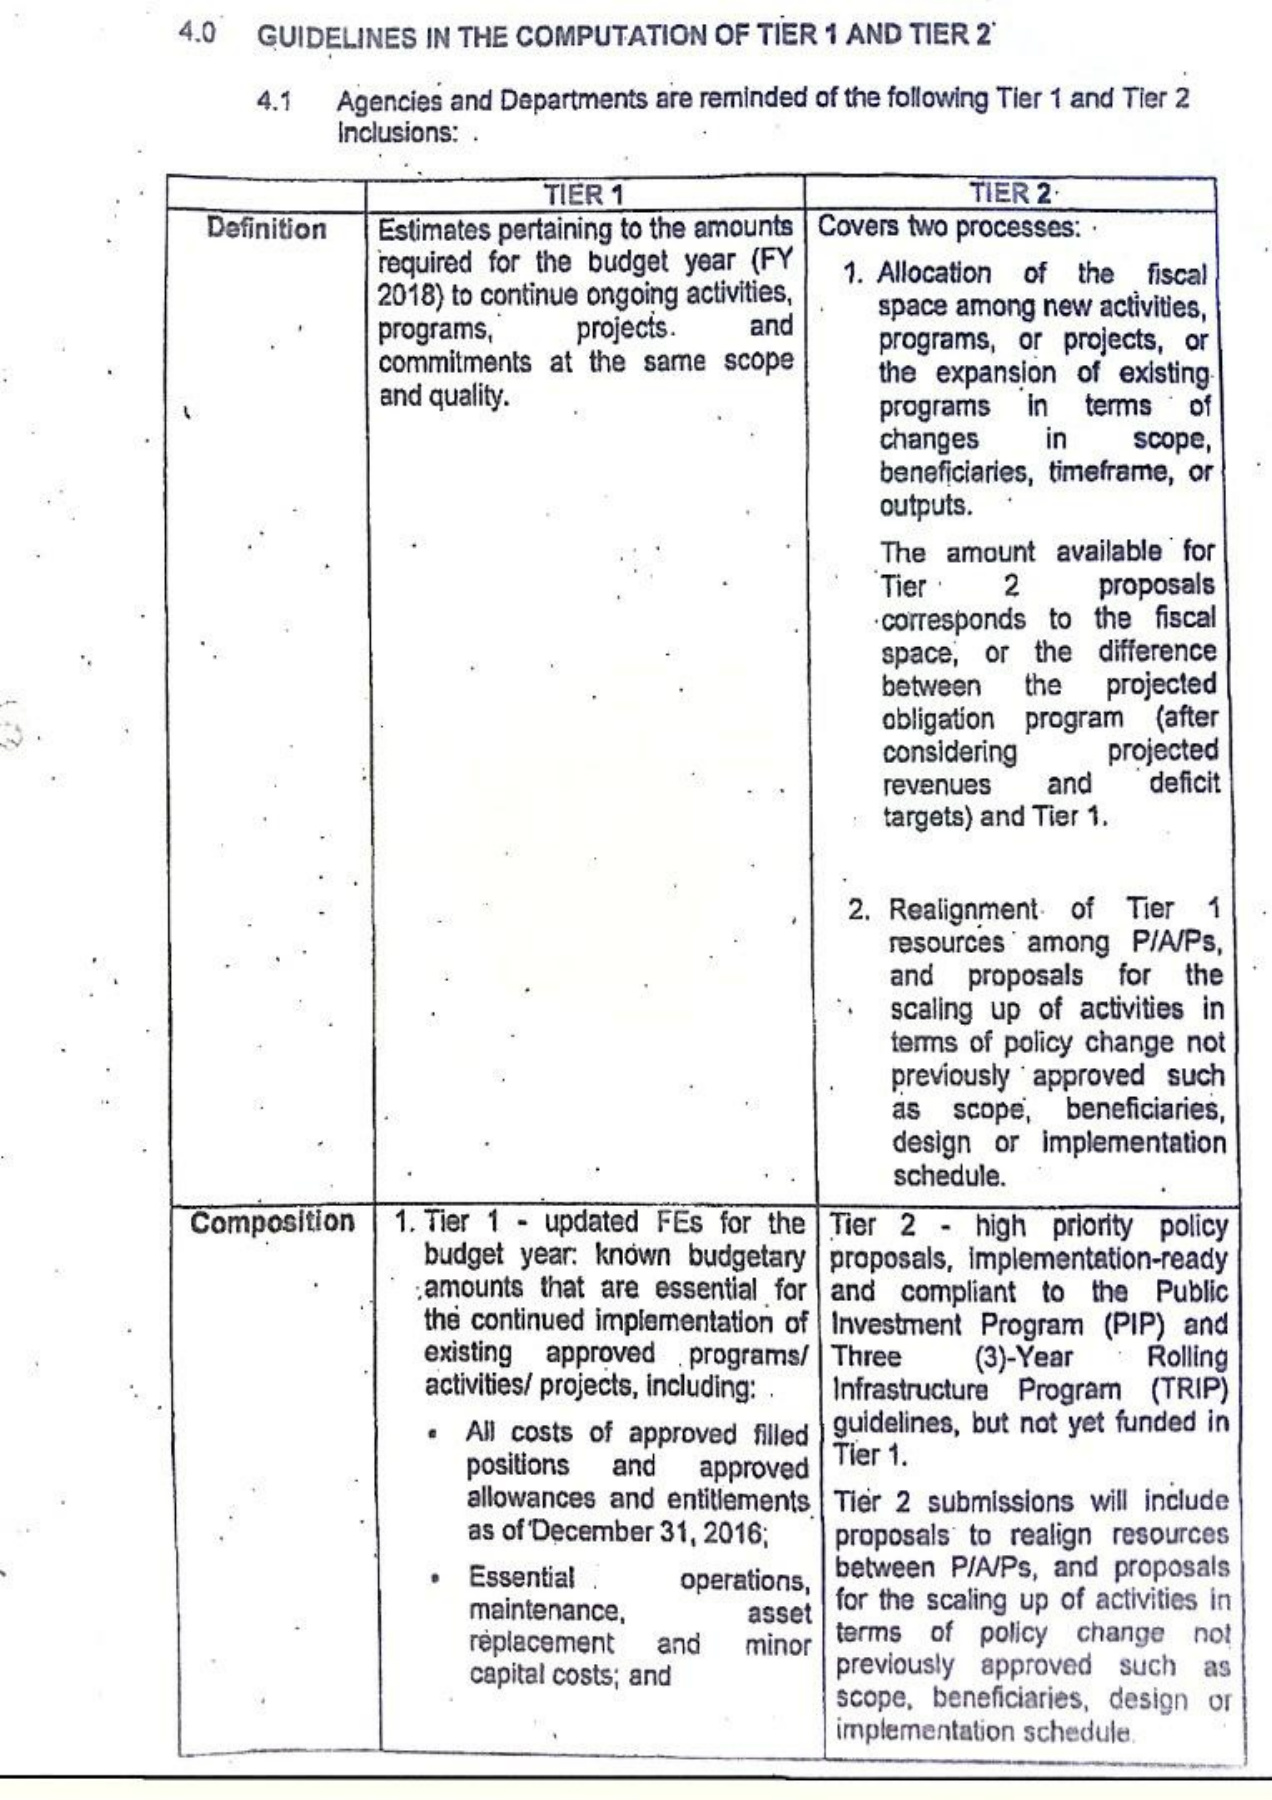 4.0 GUIDELINES IN THE COMPUTATION OF TIER 1 AND TIER 2
4.1 Agencies and Departments are reminded of the following Tier 1 and Tier 2
Inclusions:
TIER 1
TIER 2
Definition
Estimates pertaining to the amounts
required for the budget year (FY
2018) to continue ongoing activities,
programs, projects. and
commitments at the same scope
and quality.
Covers two processes:
1. Allocation of the fiscal
space among new activities,
programs, or projects, or
the expansion of existing
programs in terms of
changes in scope,
beneficiaries, timeframe, or
outputs.
The amount available for
Tier 2 proposals
corresponds to the fiscal
space, or the difference
between the projected
obligation program (after
considering projected
revenues and deficit
targets) and Tier 1.
2. Realignment of Tier 1
resources among P/A/Ps,
and proposals for the
scaling up of activities in
terms of policy change not
previously approved such
as scope, beneficiaries,
design or implementation
schedule.
Composition
1. Tier 1 - updated FEs for the
budget year: known budgetary
amounts that are essential for
the continued implementation of
existing approved programs/
activities/ projects, including:
• All costs of approved filled
positions and approved
allowances and entitlements
as of December 31, 2016;
• Essential operations,
maintenance, asset
replacement and minor
capital costs; and
Tier 2 - high priority policy
proposals, implementation-ready
and compliant to the Public
Investment Program (PIP) and
Three (3)-Year Rolling
Infrastructure Program (TRIP)
guidelines, but not yet funded in
Tier 1.
Tier 2 submissions will include
proposals to realign resources
between P/A/Ps, and proposals
for the scaling up of activities in
terms of policy change not
previously approved such as
scope, beneficiaries, design or
implementation schedule.